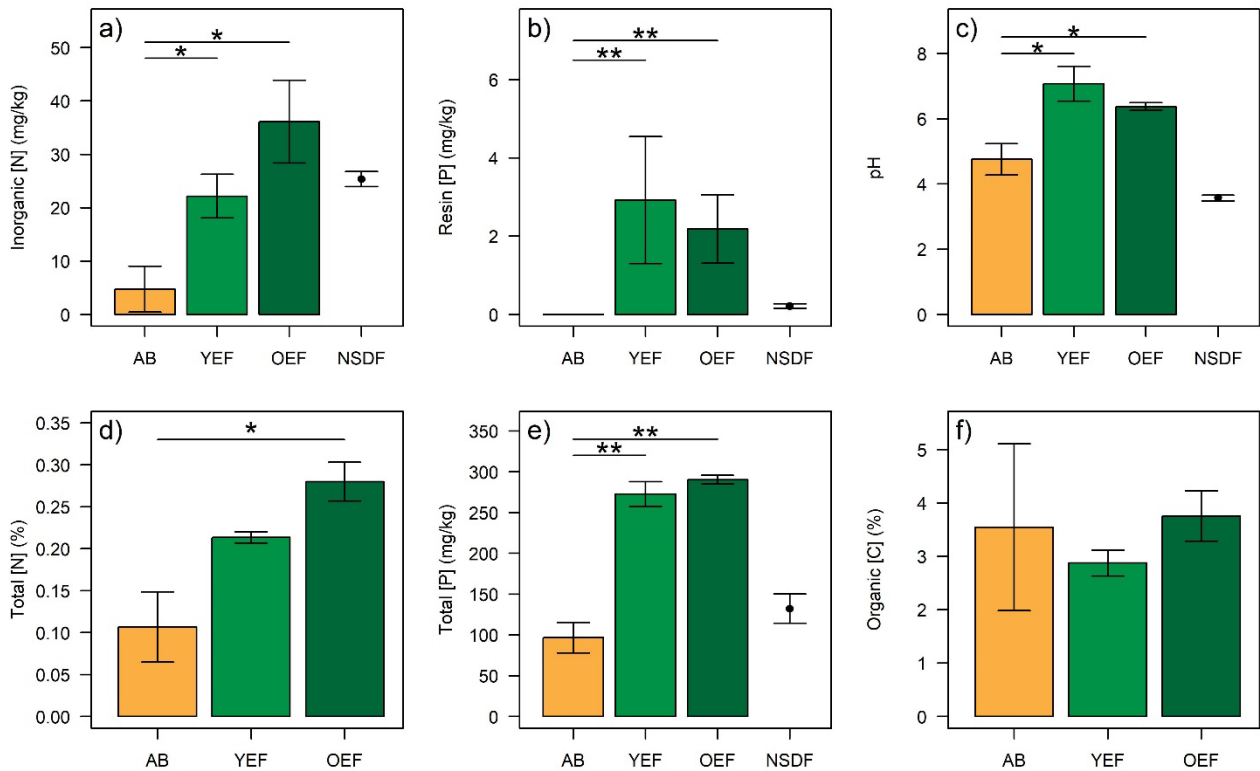 a)
Inorganic [N] (mg/kg)
50
40
30
20
10
0
*
*
AB YEF OEF NSDF
b)
Resin [P] (mg/kg)
6
4
2
0
**
**
AB YEF OEF NSDF
c)
pH
8
6
4
2
0
*
*
AB YEF OEF NSDF
d)
Total [N] (%)
0.35
0.30
0.25
0.20
0.15
0.10
0.05
0.00
*
AB YEF OEF
e)
Total [P] (mg/kg)
350
300
250
200
150
100
50
0
**
**
AB YEF OEF NSDF
f)
Organic [C] (%)
5
4
3
2
1
0
AB YEF OEF